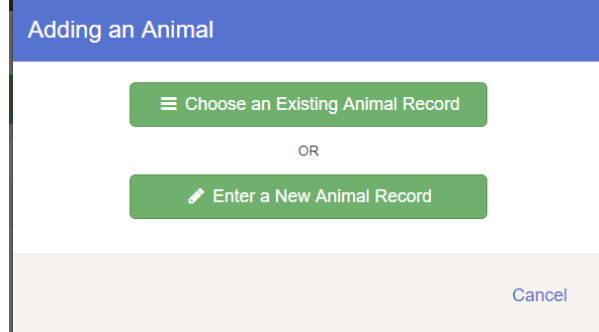 Adding an Animal
Choose an Existing Animal Record
OR
Enter a New Animal Record
Cancel